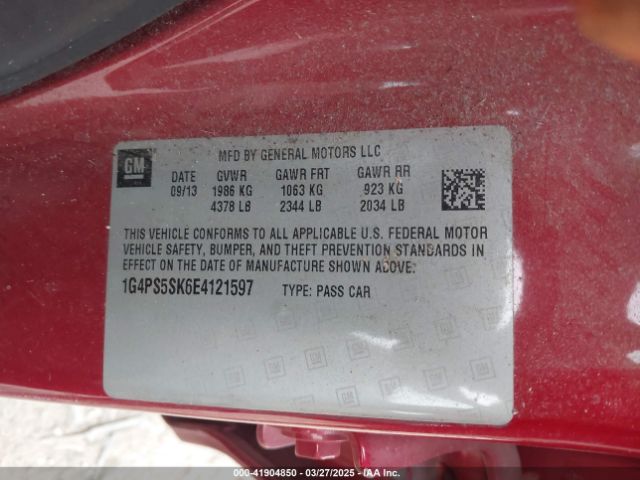 GM
MFD BY GENERAL MOTORS LLC
DATE GVWR GAWR FRT GAWR RR
09/13 1986 KG 1063 KG 923 KG
4378 LB 2344 LB 2034 LB
THIS VEHICLE CONFORMS TO ALL APPLICABLE U.S. FEDERAL MOTOR
VEHICLE SAFETY, BUMPER, AND THEFT PREVENTION STANDARDS IN
EFFECT ON THE DATE OF MANUFACTURE SHOWN ABOVE.
1G4PS5SK6E4121597 TYPE: PASS CAR
000-41904850 - 03/27/2025 - IAA Inc.